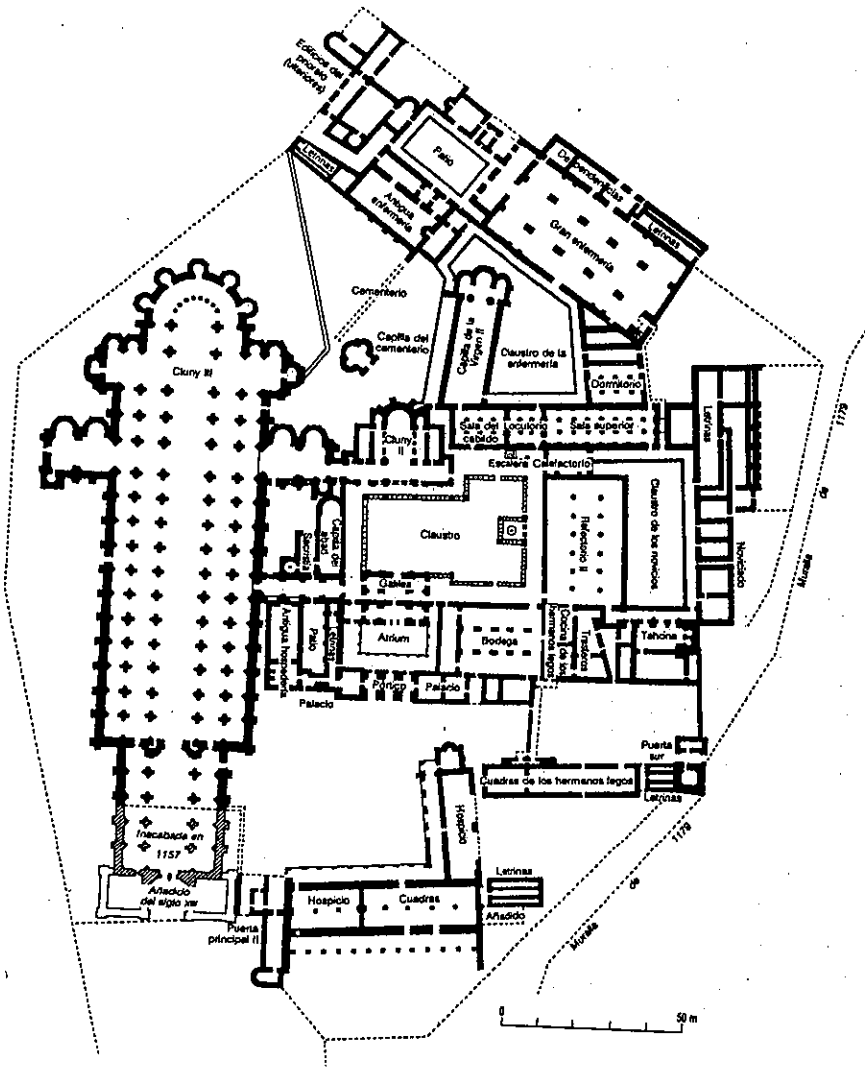 Edificios del
priorato
(ulteriores)
Letrinas
Patio
Antigua
enfermería
Dependencias
Gran enfermería
Letrinas
Cementerio
Capilla del
cementerio
Capilla de la
Virgen II
Claustro de la
enfermería
Dormitorio
Cluny III
Cluny II
Sala del
cabildo
Locutorio
Sala superior
Letrinas
1179
de
Muralla
Escalera
Calefactorio
Claustro
Refectorio II
Claustro de los novicios
Noviciado
Sacristía
Capilla del
abad
Galilea
Antigua hospedería
Patio
Letrinas
Atrium
Bodega
Cocina de los
hermanos legos
Trasteros
Tahona
Palacio
Pórtico
Palacio
Puerta
sur
Cuadras de los hermanos legos
Letrinas
Hospicio
Inacabada en
1157
Añadido
del siglo XIII
Puerta
principal II
Hospicio
Cuadras
Letrinas
Añadido
1179
de
Muralla
0
50 m